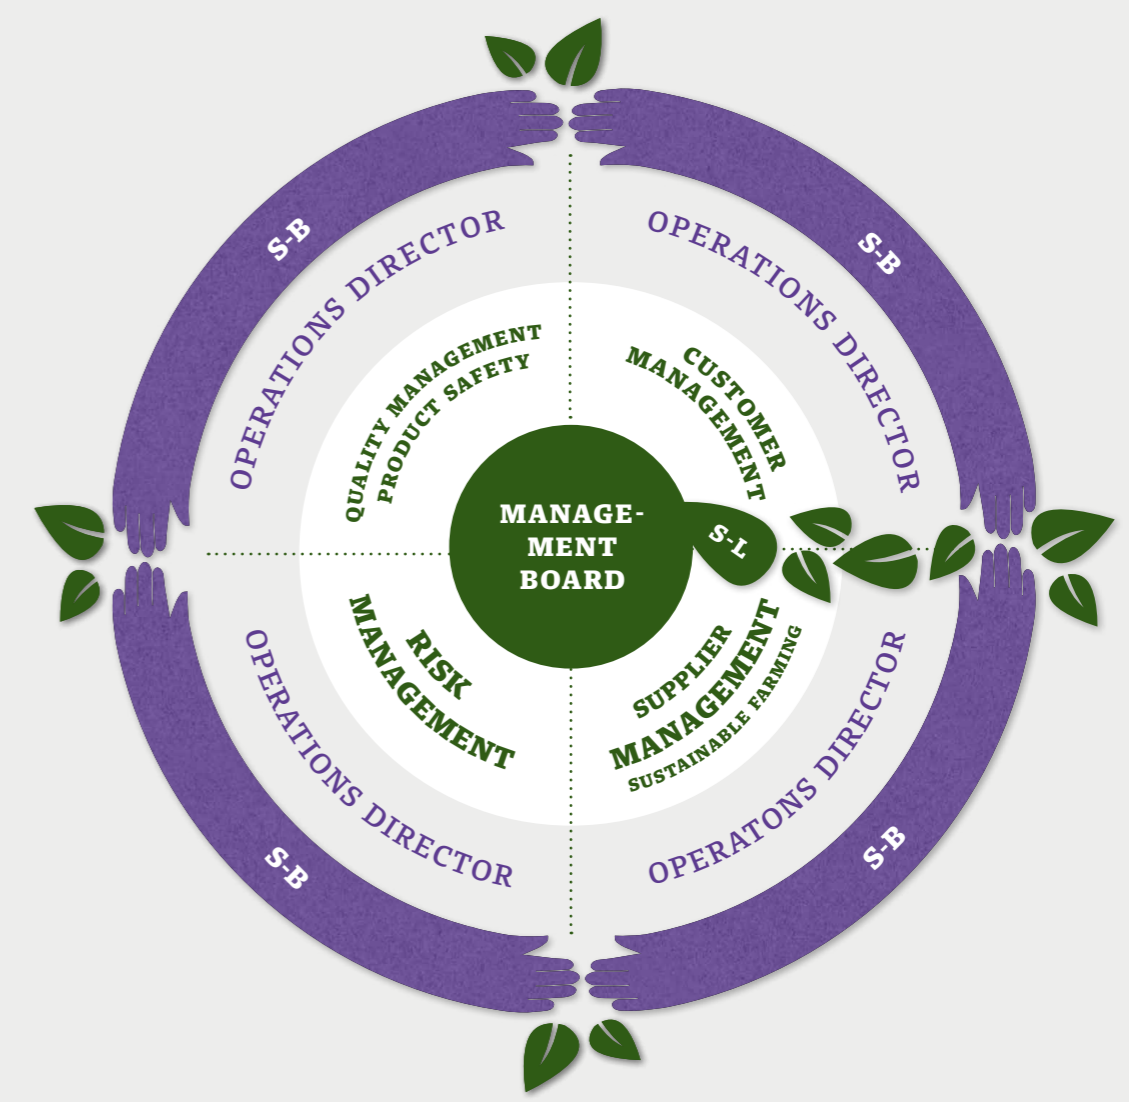 S-B
OPERATIONS DIRECTOR
S-B
OPERATIONS DIRECTOR
QUALITY MANAGEMENT
PRODUCT SAFETY
CUSTOMER
MANAGEMENT
MANAGE-
MENT
BOARD
S-L
RISK
MANAGEMENT
SUPPLIER
MANAGEMENT
SUSTAINABLE FARMING
OPERATIONS DIRECTOR
S-B
OPERATONS DIRECTOR
S-B